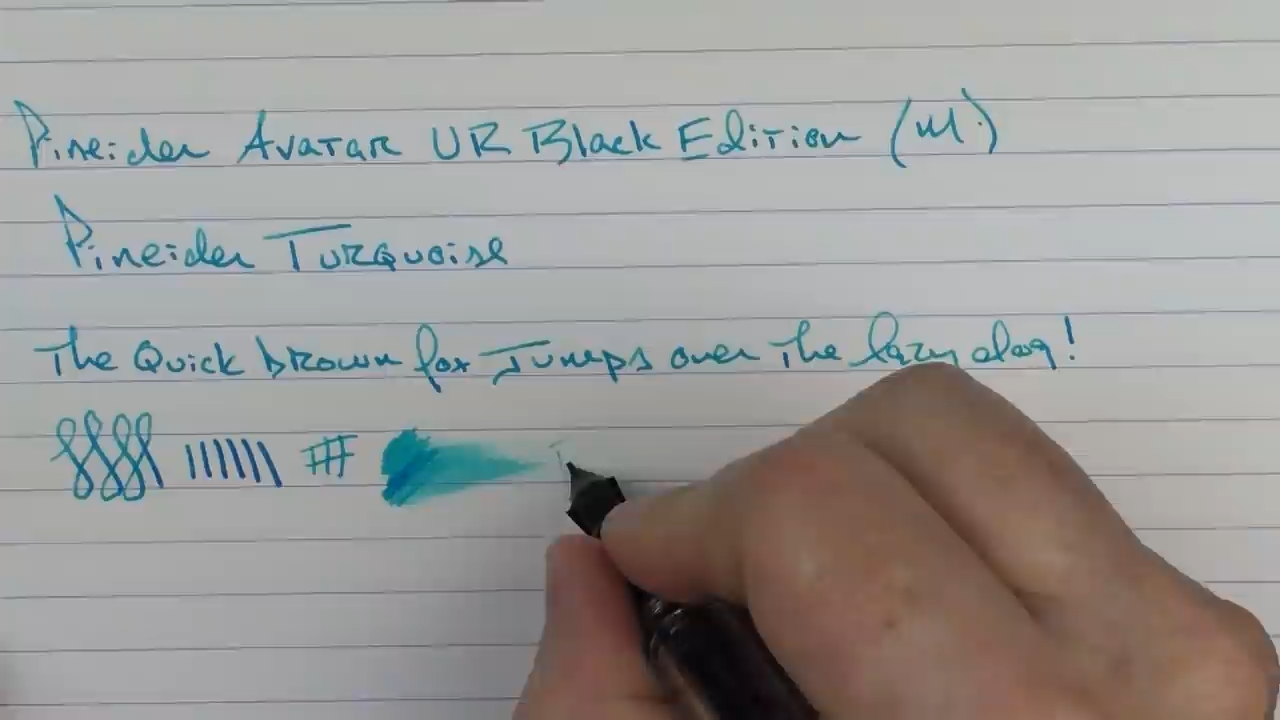 Pineider Avatar UR Black Edition (M.)
Pineider Turquoise
The Quick brown fox Jumps over The lazy dog!